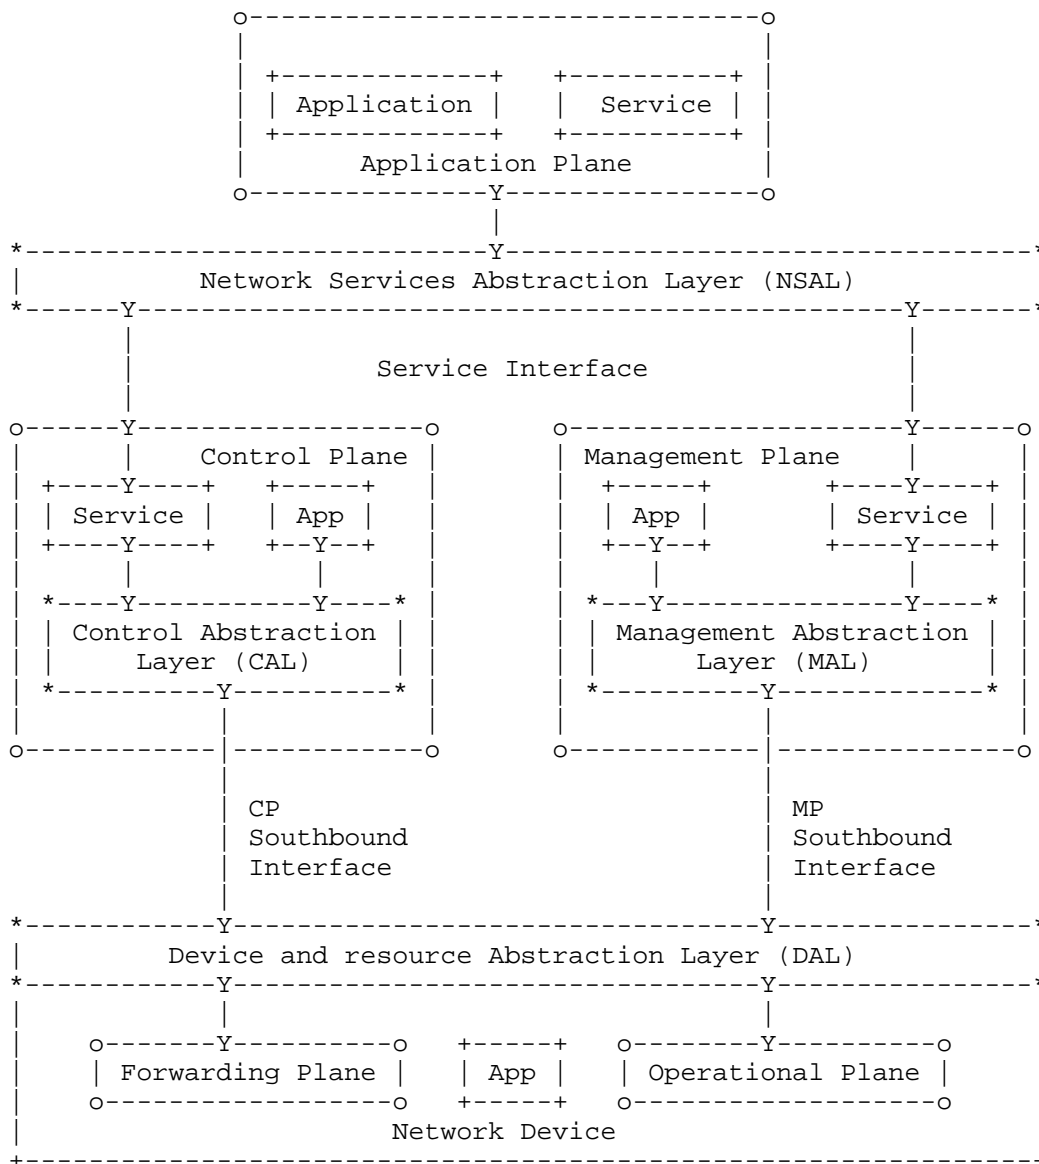 Application Service
Application Plane
Network Services Abstraction Layer (NSAL)
Service Interface
Control Plane Management Plane
Service App App Service
Control Abstraction Management Abstraction
Layer (CAL) Layer (MAL)
CP MP
Southbound Southbound
Interface Interface
Device and resource Abstraction Layer (DAL)
Forwarding Plane App Operational Plane
Network Device